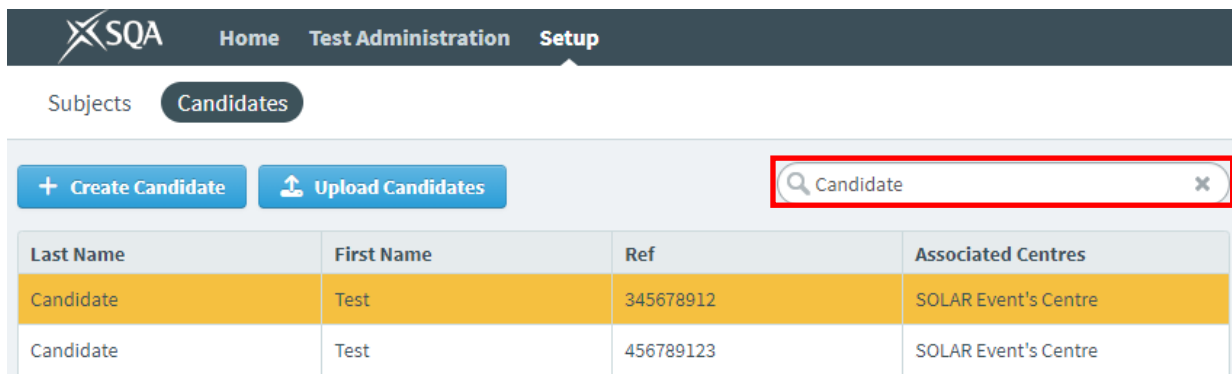 SQA Home Test Administration Setup
Subjects Candidates
+ Create Candidate Upload Candidates Candidate ×
Last Name First Name Ref Associated Centres
Candidate Test 345678912 SOLAR Event's Centre
Candidate Test 456789123 SOLAR Event's Centre